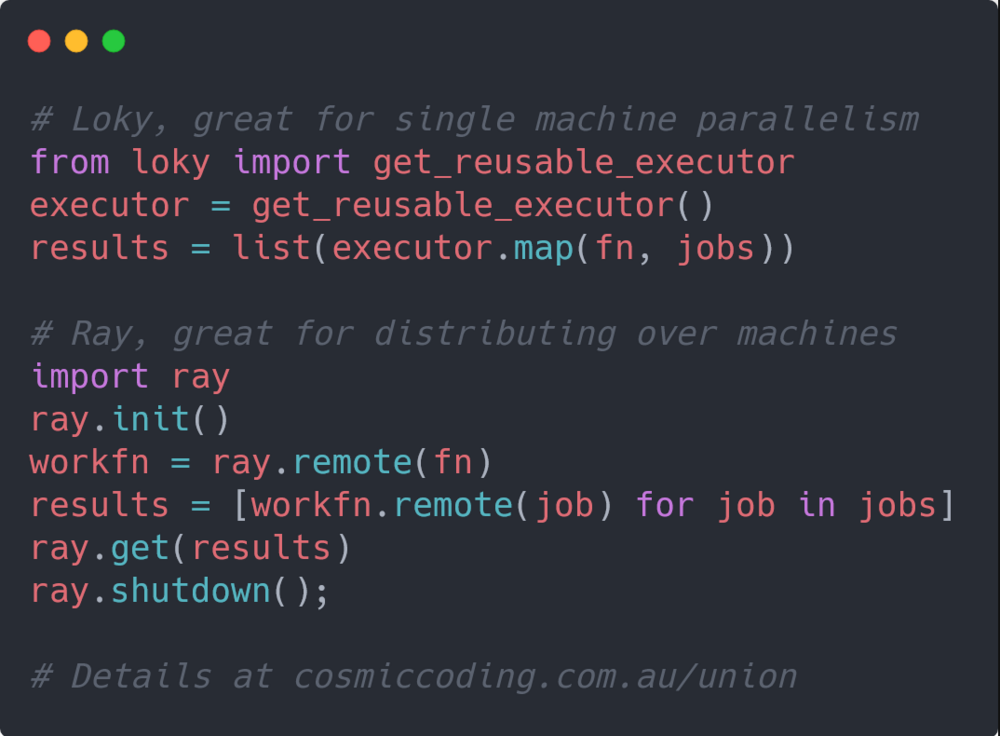 # Loky, great for single machine parallelism
from loky import get_reusable_executor
executor = get_reusable_executor()
results = list(executor.map(fn, jobs))
# Ray, great for distributing over machines
import ray
ray.init()
workfn = ray.remote(fn)
results = [workfn.remote(job) for job in jobs]
ray.get(results)
ray.shutdown();
# Details at cosmiccoding.com.au/union